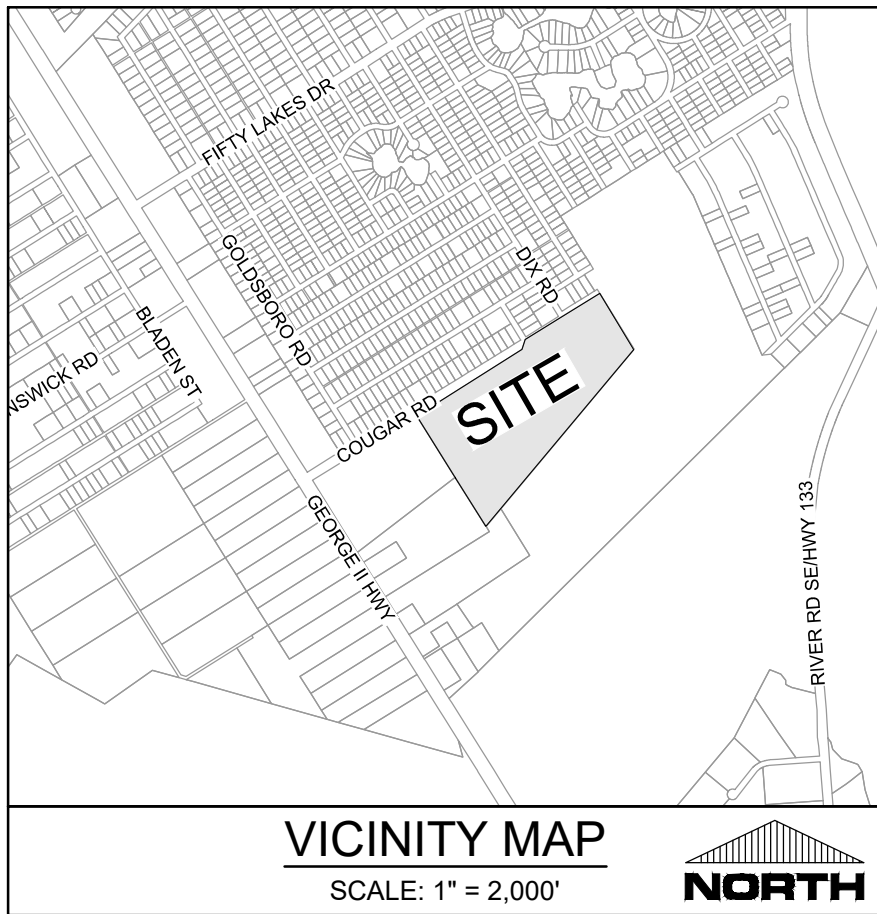 FIFTY LAKES DR
GOLDSBORO RD
DIX RD
BLADEN ST
NSWICK RD
SITE
COUGAR RD
GEORGE II HWY
RIVER RD SE/HWY 133
VICINITY MAP
SCALE: 1" = 2,000'
NORTH